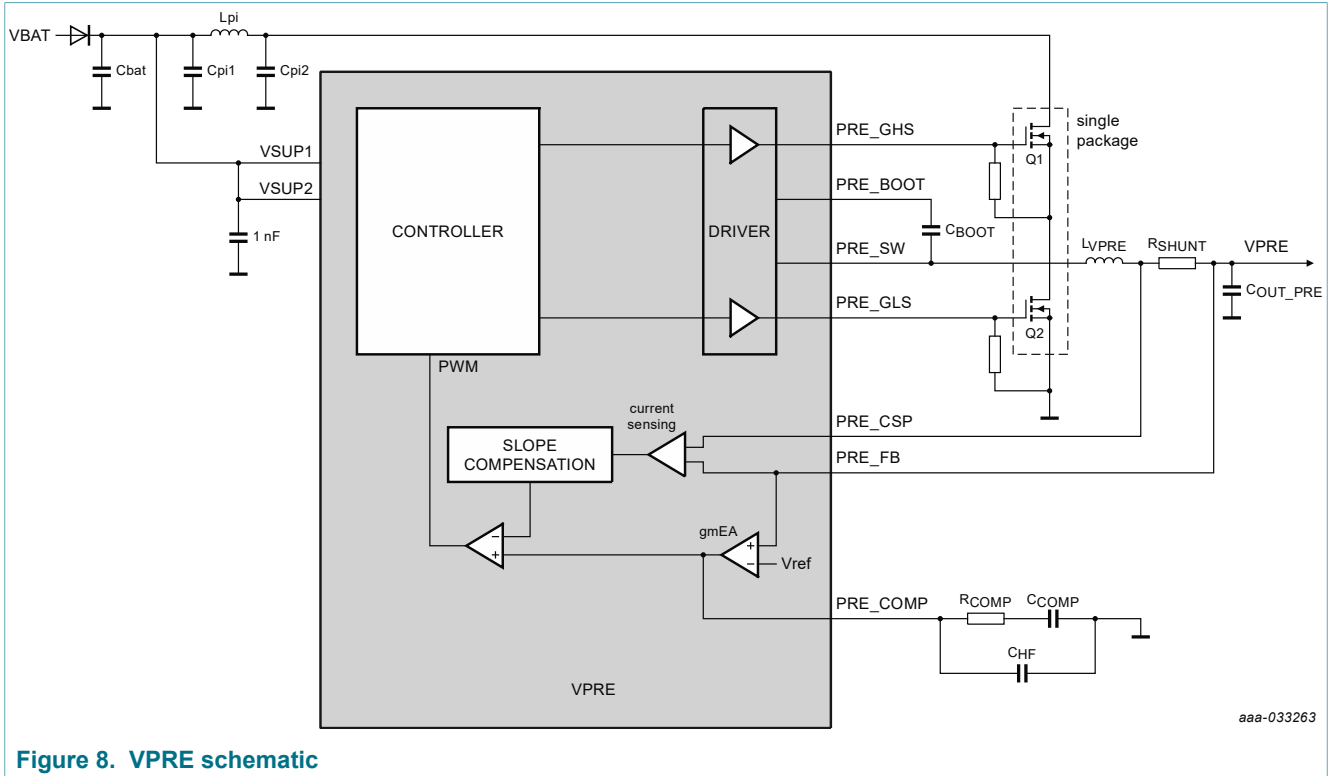 VBAT
Lpi
Cbat
Cpi1
Cpi2
VSUP1
VSUP2
1 nF
CONTROLLER
PWM
DRIVER
PRE_GHS
PRE_BOOT
PRE_SW
PRE_GLS
CBOOT
single
package
Q1
Q2
LVPRE
RSHUNT
VPRE
COUT_PRE
current
sensing
SLOPE
COMPENSATION
PRE_CSP
PRE_FB
gmEA
+
−
Vref
−
+
PRE_COMP
RCOMP
CCOMP
CHF
VPRE
aaa-033263
Figure 8. VPRE schematic